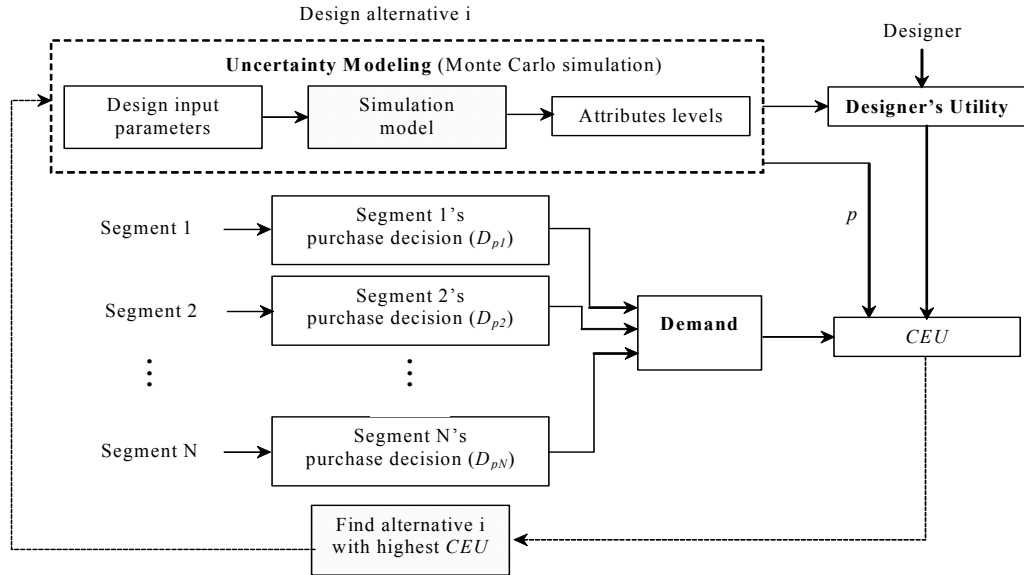 Design alternative i
Designer
Uncertainty Modeling (Monte Carlo simulation)
Design input
parameters
Simulation
model
Attributes levels
Designer's Utility
p
Segment 1
Segment 1's
purchase decision (Dp1)
Segment 2
Segment 2's
purchase decision (Dp2)
Demand
CEU
Segment N
Segment N's
purchase decision (DpN)
Find alternative i
with highest CEU